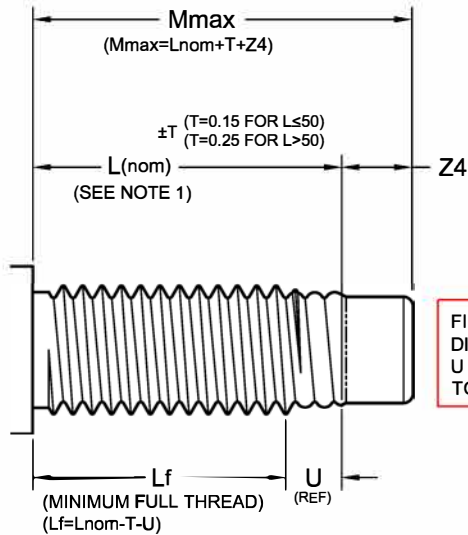 Mmax
(Mmax=Lnom+T+Z4)
±T (T=0.15 FOR L≤50)
(T=0.25 FOR L>50)
L(nom)
Z4
(SEE NOTE 1)
FI
DI
U
TO
Lf
U
(MINIMUM FULL THREAD)
(REF)
(Lf=Lnom-T-U)